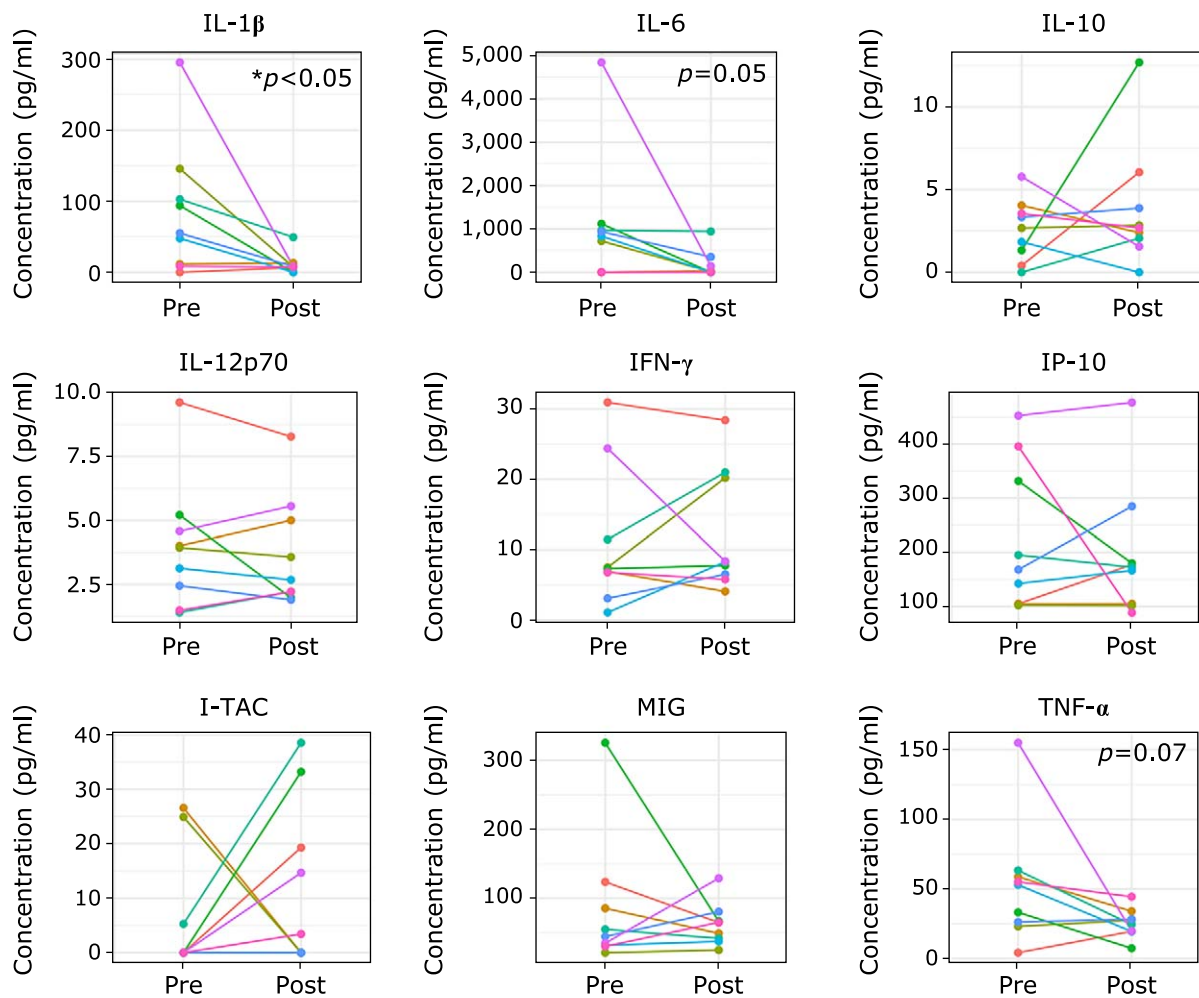 IL-1β
Concentration (pg/ml)
300
200
100
0
*p<0.05
Pre
Post
IL-6
Concentration (pg/ml)
5,000
4,000
3,000
2,000
1,000
0
p=0.05
Pre
Post
IL-10
Concentration (pg/ml)
10
5
0
Pre
Post
IL-12p70
Concentration (pg/ml)
10.0
7.5
5.0
2.5
Pre
Post
IFN-γ
Concentration (pg/ml)
30
20
10
0
Pre
Post
IP-10
Concentration (pg/ml)
400
300
200
100
Pre
Post
I-TAC
Concentration (pg/ml)
40
30
20
10
0
Pre
Post
MIG
Concentration (pg/ml)
300
200
100
Pre
Post
TNF-α
Concentration (pg/ml)
150
100
50
0
p=0.07
Pre
Post